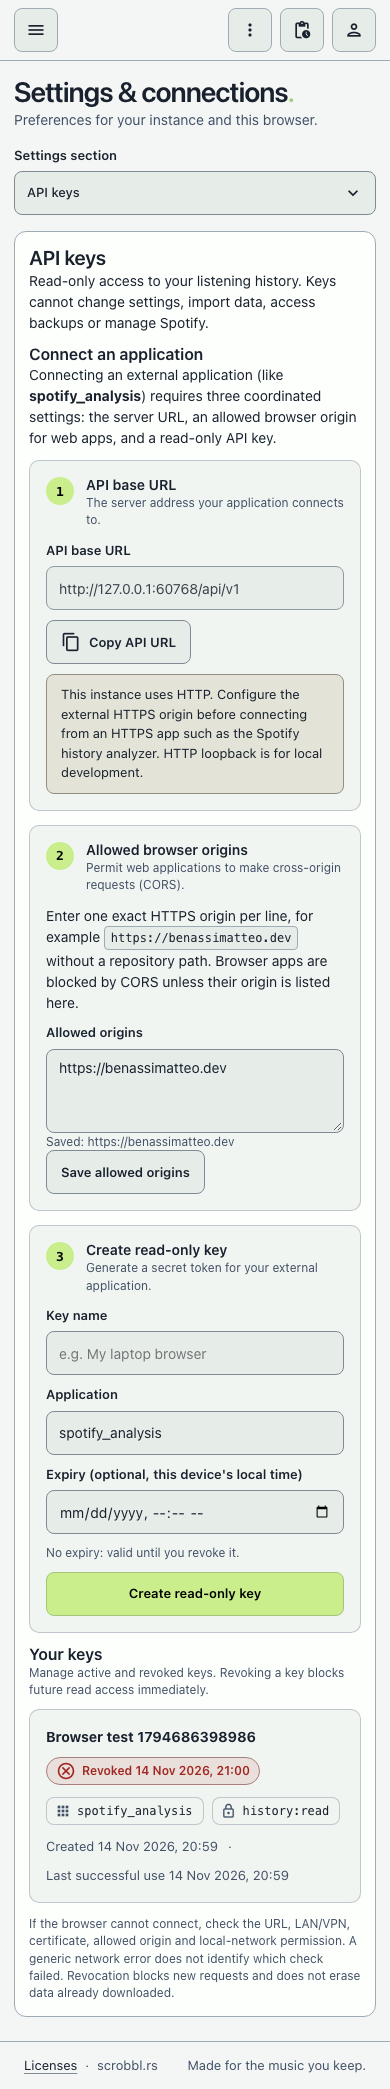 Settings & connections.
Preferences for your instance and this browser.
Settings section
API keys
API keys
Read-only access to your listening history. Keys
cannot change settings, import data, access
backups or manage Spotify.
Connect an application
Connecting an external application (like
spotify_analysis) requires three coordinated
settings: the server URL, an allowed browser origin
for web apps, and a read-only API key.
1
API base URL
The server address your application connects
to.
API base URL
http://127.0.0.1:60768/api/v1
Copy API URL
This instance uses HTTP. Configure the
external HTTPS origin before connecting
from an HTTPS app such as the Spotify
history analyzer. HTTP loopback is for local
development.
2
Allowed browser origins
Permit web applications to make cross-origin
requests (CORS).
Enter one exact HTTPS origin per line, for
example https://benassimatteo.dev
without a repository path. Browser apps are
blocked by CORS unless their origin is listed
here.
Allowed origins
https://benassimatteo.dev
Saved: https://benassimatteo.dev
Save allowed origins
3
Create read-only key
Generate a secret token for your external
application.
Key name
e.g. My laptop browser
Application
spotify_analysis
Expiry (optional, this device's local time)
mm/dd/yyyy, --:-- --
No expiry: valid until you revoke it.
Create read-only key
Your keys
Manage active and revoked keys. Revoking a key blocks
future read access immediately.
Browser test 1794686398986
Revoked 14 Nov 2026, 21:00
spotify_analysis history:read
Created 14 Nov 2026, 20:59 ·
Last successful use 14 Nov 2026, 20:59
If the browser cannot connect, check the URL, LAN/VPN,
certificate, allowed origin and local-network permission. A
generic network error does not identify which check
failed. Revocation blocks new requests and does not erase
data already downloaded.
Licenses · scrobbl.rs Made for the music you keep.